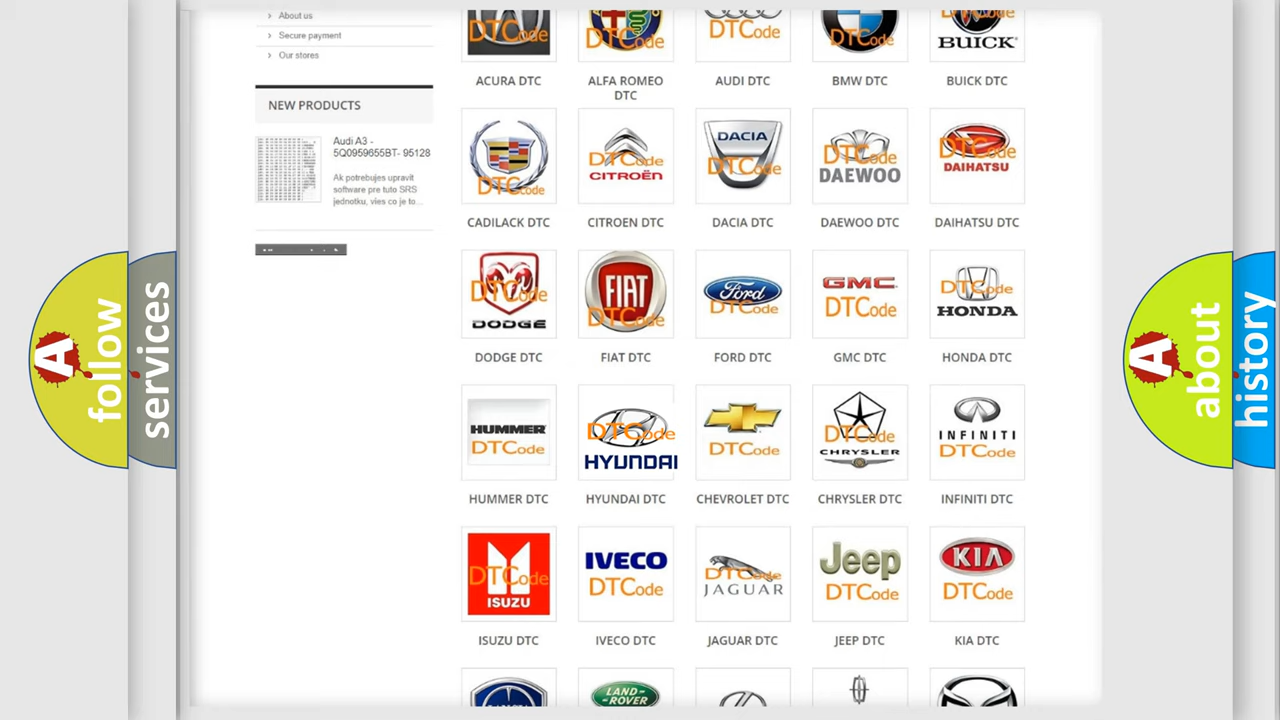 About us
Secure payment
Our stores
NEW PRODUCTS
Audi A3 -
5Q0959655BT- 95128
Ak potrebujes upravit
software pre tuto SRS
jednotku, vies co je to...
DTCode
DTCode
DTCode
DTCode
BUICK
ACURA DTC
ALFA ROMEO
DTC
AUDI DTC
BMW DTC
BUICK DTC
DTCode
DTCode
CITROËN
DACIA
DTCode
DTCode
DAEWOO
DTCode
DAIHATSU
CADILACK DTC
CITROEN DTC
DACIA DTC
DAEWOO DTC
DAIHATSU DTC
DTCode
DODGE
FIAT
DTCode
Ford
DTCode
GMC
DTCode
DTCode
HONDA
DODGE DTC
FIAT DTC
FORD DTC
GMC DTC
HONDA DTC
HUMMER
DTCode
DTCode
HYUNDAI
DTCode
DTCode
CHRYSLER
INFINITI
DTCode
HUMMER DTC
HYUNDAI DTC
CHEVROLET DTC
CHRYSLER DTC
INFINITI DTC
DTCode
ISUZU
IVECO
DTCode
DTCode
JAGUAR
Jeep
DTCode
KIA
DTCode
ISUZU DTC
IVECO DTC
JAGUAR DTC
JEEP DTC
KIA DTC
LAND-
ROVER
A
follow
services
A
about
history